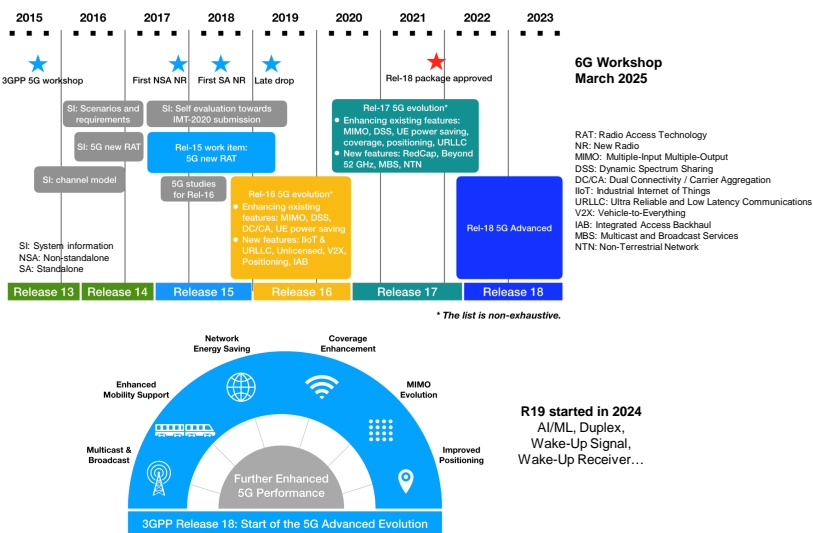 2015 2016 2017 2018 2019 2020 2021 2022 2023
3GPP 5G workshop
First NSA NR
First SA NR
Late drop
Rel-18 package approved
6G Workshop
March 2025
SI: Scenarios and
requirements
SI: Self evaluation towards
IMT-2020 submission
SI: 5G new RAT
Rel-15 work item:
5G new RAT
SI: channel model
5G studies
for Rel-16
Rel-16 5G evolution*
● Enhancing existing
features: MIMO, DSS,
DC/CA, UE power saving
● New features: IIoT &
URLLC, Unlicensed, V2X,
Positioning, IAB
Rel-17 5G evolution*
● Enhancing existing features:
MIMO, DSS, UE power saving,
coverage, positioning, URLLC
● New features: RedCap, Beyond
52 GHz, MBS, NTN
Rel-18 5G Advanced
RAT: Radio Access Technology
NR: New Radio
MIMO: Multiple-Input Multiple-Output
DSS: Dynamic Spectrum Sharing
DC/CA: Dual Connectivity / Carrier Aggregation
IIoT: Industrial Internet of Things
URLLC: Ultra Reliable and Low Latency Communications
V2X: Vehicle-to-Everything
IAB: Integrated Access Backhaul
MBS: Multicast and Broadcast Services
NTN: Non-Terrestrial Network
SI: System information
NSA: Non-standalone
SA: Standalone
Release 13 Release 14 Release 15 Release 16 Release 17 Release 18
* The list is non-exhaustive.
Multicast &
Broadcast
Enhanced
Mobility Support
Network
Energy Saving
Coverage
Enhancement
MIMO
Evolution
Improved
Positioning
Further Enhanced
5G Performance
3GPP Release 18: Start of the 5G Advanced Evolution
R19 started in 2024
AI/ML, Duplex,
Wake-Up Signal,
Wake-Up Receiver…